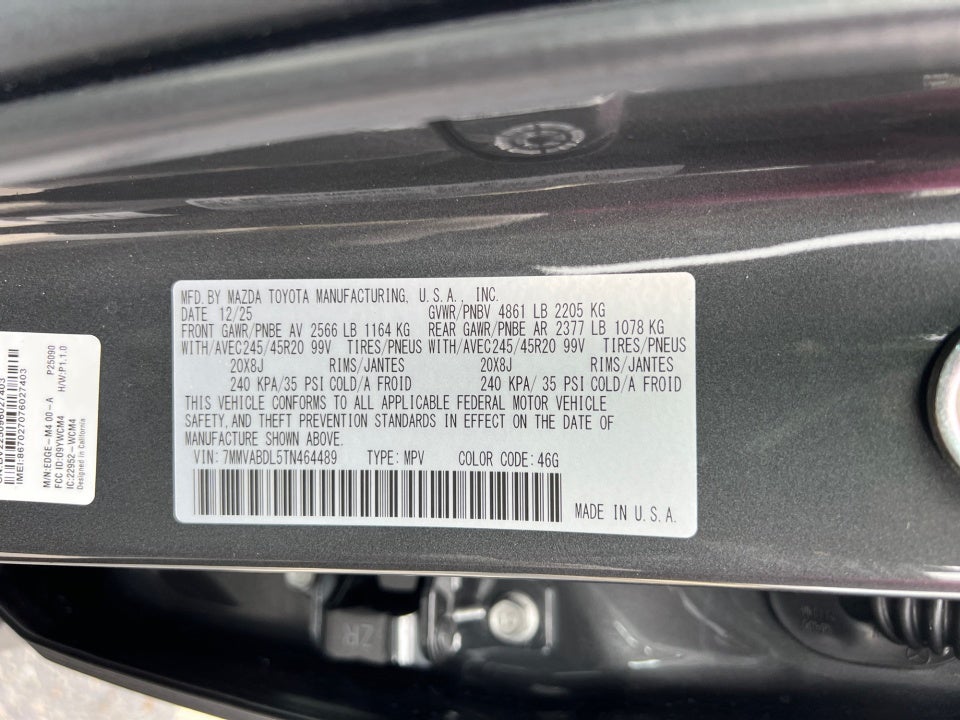 MFD. BY MAZDA TOYOTA MANUFACTURING, U.S.A., INC.
DATE 12/25 GVWR/PNBV 4861 LB 2205 KG
FRONT GAWR/PNBE AV 2566 LB 1164 KG REAR GAWR/PNBE AR 2377 LB 1078 KG
WITH/AVEC245/45R20 99V TIRES/PNEUS WITH/AVEC245/45R20 99V TIRES/PNEUS
20X8J RIMS/JANTES 20X8J RIMS/JANTES
240 KPA/35 PSI COLD/A FROID 240 KPA/35 PSI COLD/A FROID
THIS VEHICLE CONFORMS TO ALL APPLICABLE FEDERAL MOTOR VEHICLE
SAFETY, AND THEFT PREVENTION STANDARDS IN EFFECT ON THE DATE OF
MANUFACTURE SHOWN ABOVE.
VIN:7MMVABDL5TN464489 TYPE:MPV COLOR CODE:46G
MADE IN U.S.A.
IMEI:867027076027403
M/N:EDGE-M4 00-A P25090
FCC ID:09YWCM4 H/W:P1.1.0
IC:22952-WCM4
Designed in California
ZR